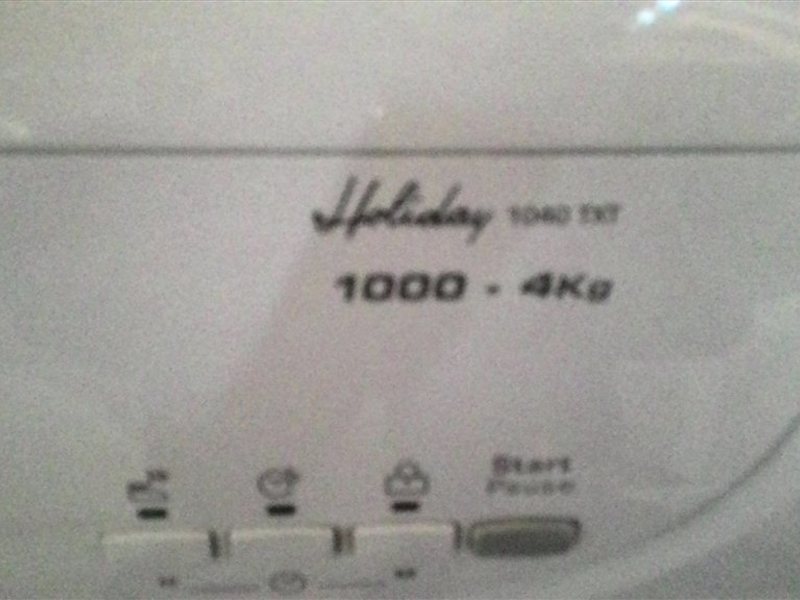 Holiday 1040 TXT
1000 - 4Kg
Start
Pause